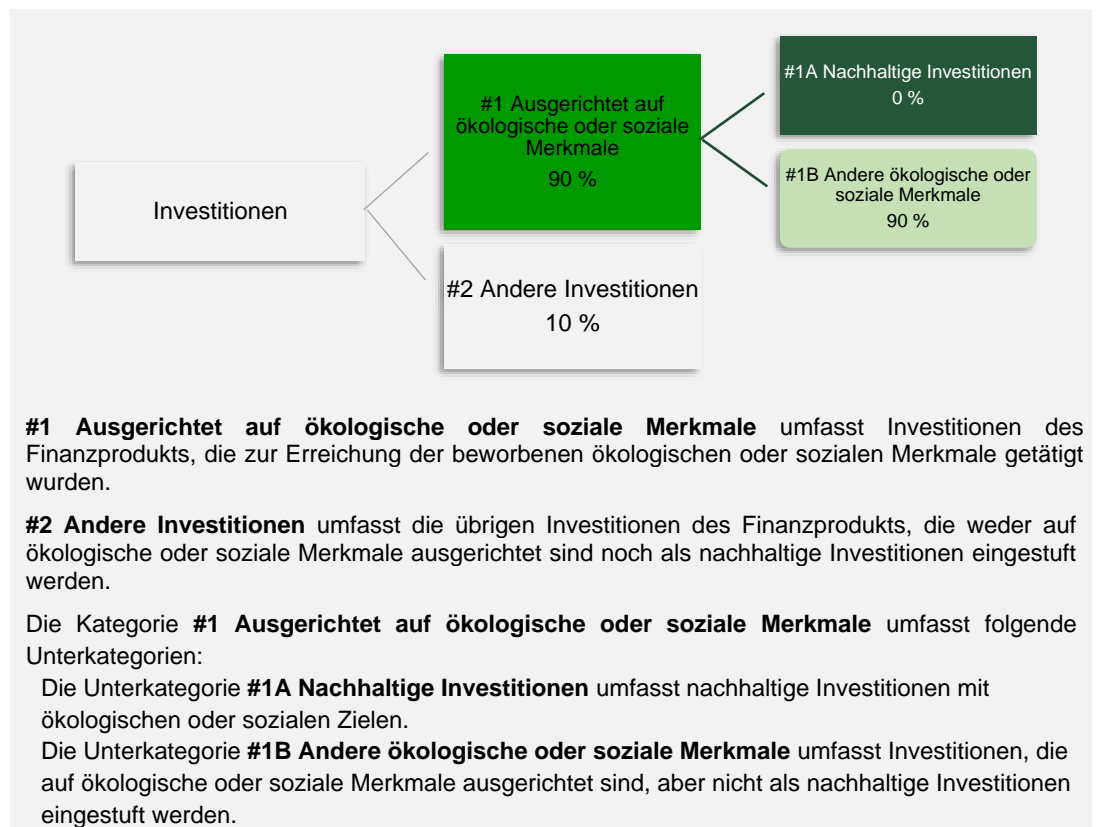 #1A Nachhaltige Investitionen
0 %
#1 Ausgerichtet auf
ökologische oder soziale
Merkmale
90 %
#1B Andere ökologische oder
soziale Merkmale
90 %
Investitionen
#2 Andere Investitionen
10 %
#1 Ausgerichtet auf ökologische oder soziale Merkmale umfasst Investitionen des
Finanzprodukts, die zur Erreichung der beworbenen ökologischen oder sozialen Merkmale getätigt
wurden.
#2 Andere Investitionen umfasst die übrigen Investitionen des Finanzprodukts, die weder auf
ökologische oder soziale Merkmale ausgerichtet sind noch als nachhaltige Investitionen eingestuft
werden.
Die Kategorie #1 Ausgerichtet auf ökologische oder soziale Merkmale umfasst folgende
Unterkategorien:
Die Unterkategorie #1A Nachhaltige Investitionen umfasst nachhaltige Investitionen mit
ökologischen oder sozialen Zielen.
Die Unterkategorie #1B Andere ökologische oder soziale Merkmale umfasst Investitionen, die
auf ökologische oder soziale Merkmale ausgerichtet sind, aber nicht als nachhaltige Investitionen
eingestuft werden.